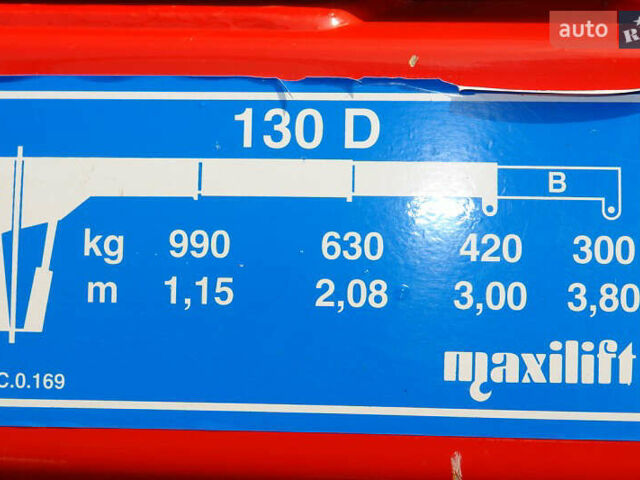 auto
130 D
B
kg 990 630 420 300
m 1,15 2,08 3,00 3,80
C.0.169
maxilift